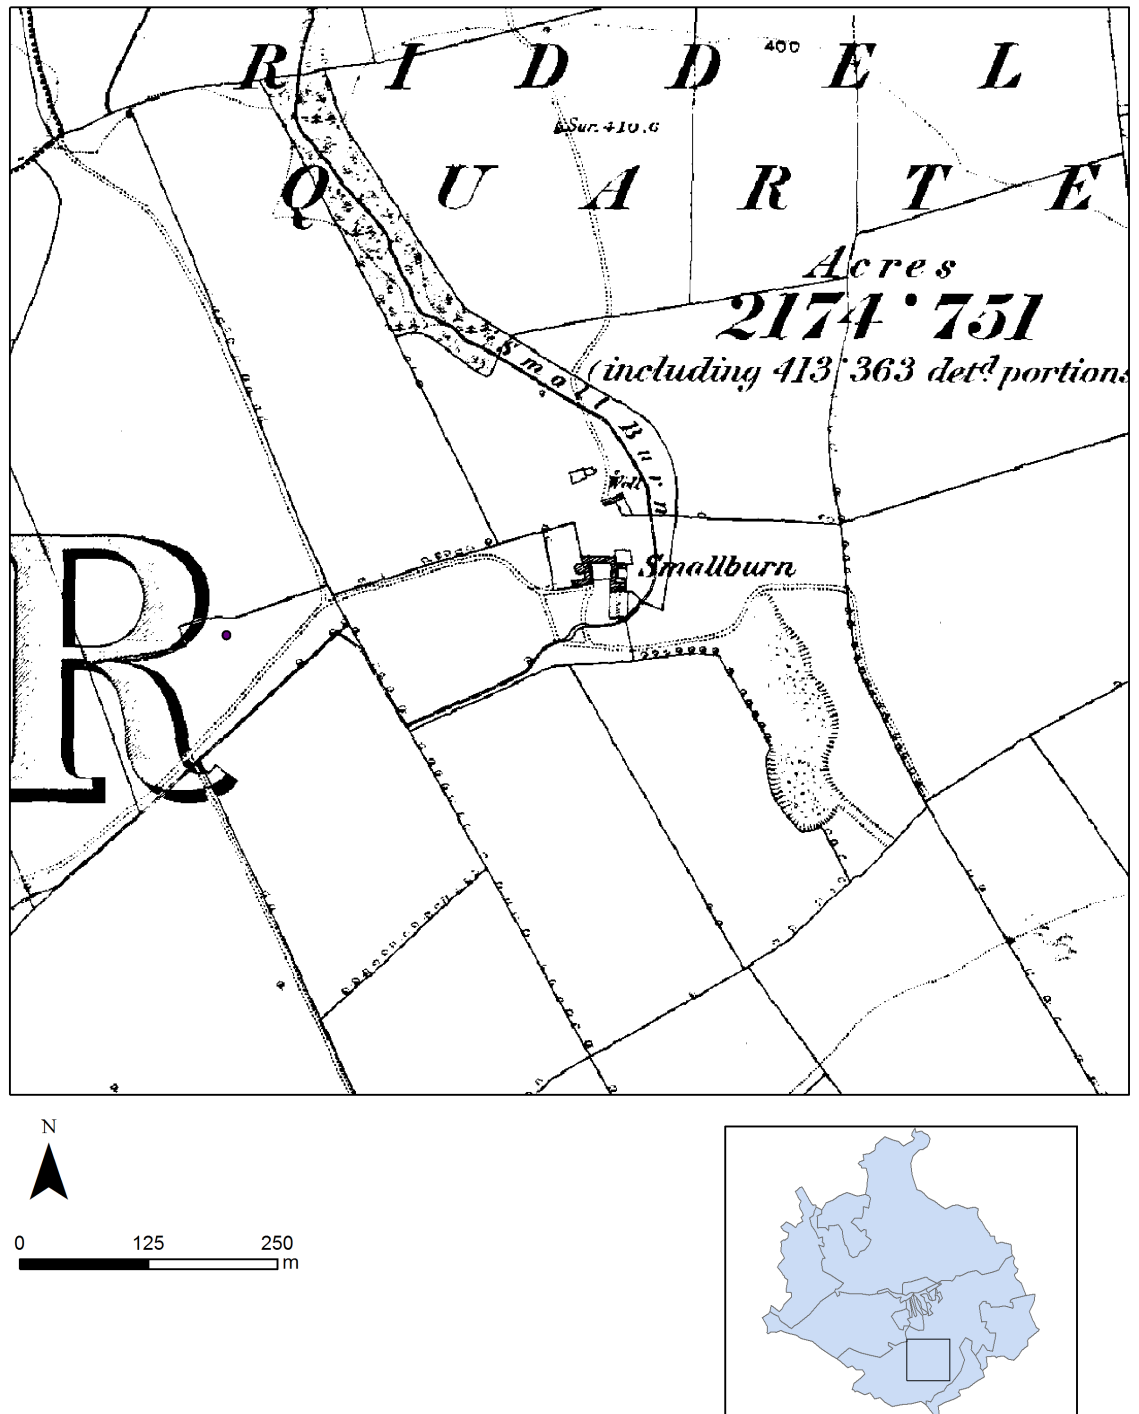 R I D D E L
400
Sur. 410.6
Q U A R T E
Acres
2174·751
(including 413·363 detd. portions
Small Burn
Well
Smallburn
R
N
0 125 250
m